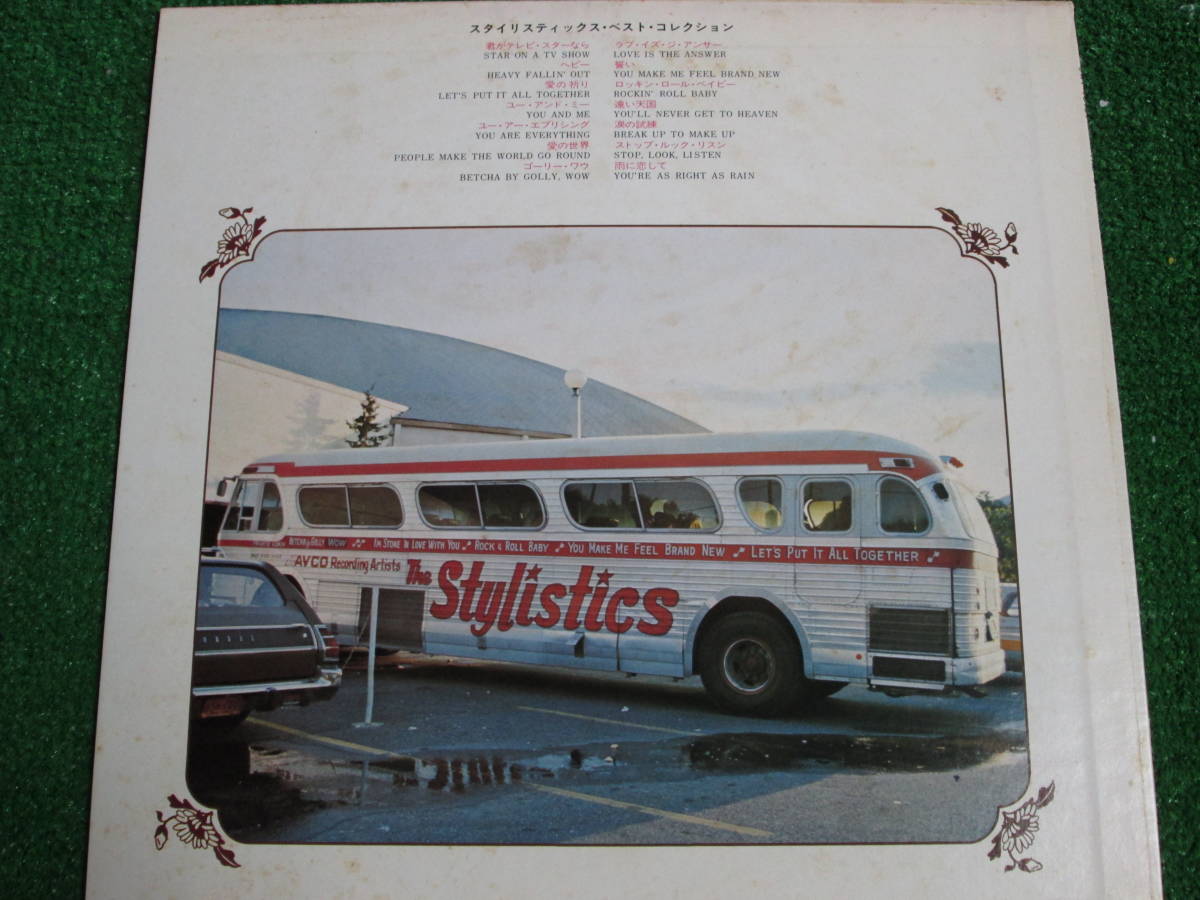 スタイリスティックス・ベスト・コレクション
君がテレビ・スターなら
STAR ON A TV SHOW
ヘビー
HEAVY FALLIN' OUT
愛の祈り
LET'S PUT IT ALL TOGETHER
ユー・アンド・ミー
YOU AND ME
ユー・アー・エブリシング
YOU ARE EVERYTHING
愛の世界
PEOPLE MAKE THE WORLD GO ROUND
ゴーリー・ワウ
BETCHA BY GOLLY, WOW
ラブ・イズ・ジ・アンサー
LOVE IS THE ANSWER
誓い
YOU MAKE ME FEEL BRAND NEW
ロッキン・ロール・ベイビー
ROCKIN' ROLL BABY
遠い天国
YOU'LL NEVER GET TO HEAVEN
涙の試練
BREAK UP TO MAKE UP
ストップ・ルック・リスン
STOP, LOOK, LISTEN
雨に恋して
YOU'RE AS RIGHT AS RAIN
BETCHA BY GOLLY WOW I'M STONE IN LOVE WITH YOU ROCK & ROLL BABY YOU MAKE ME FEEL BRAND NEW LET'S PUT IT ALL TOGETHER
AVCO Recording Artists The Stylistics